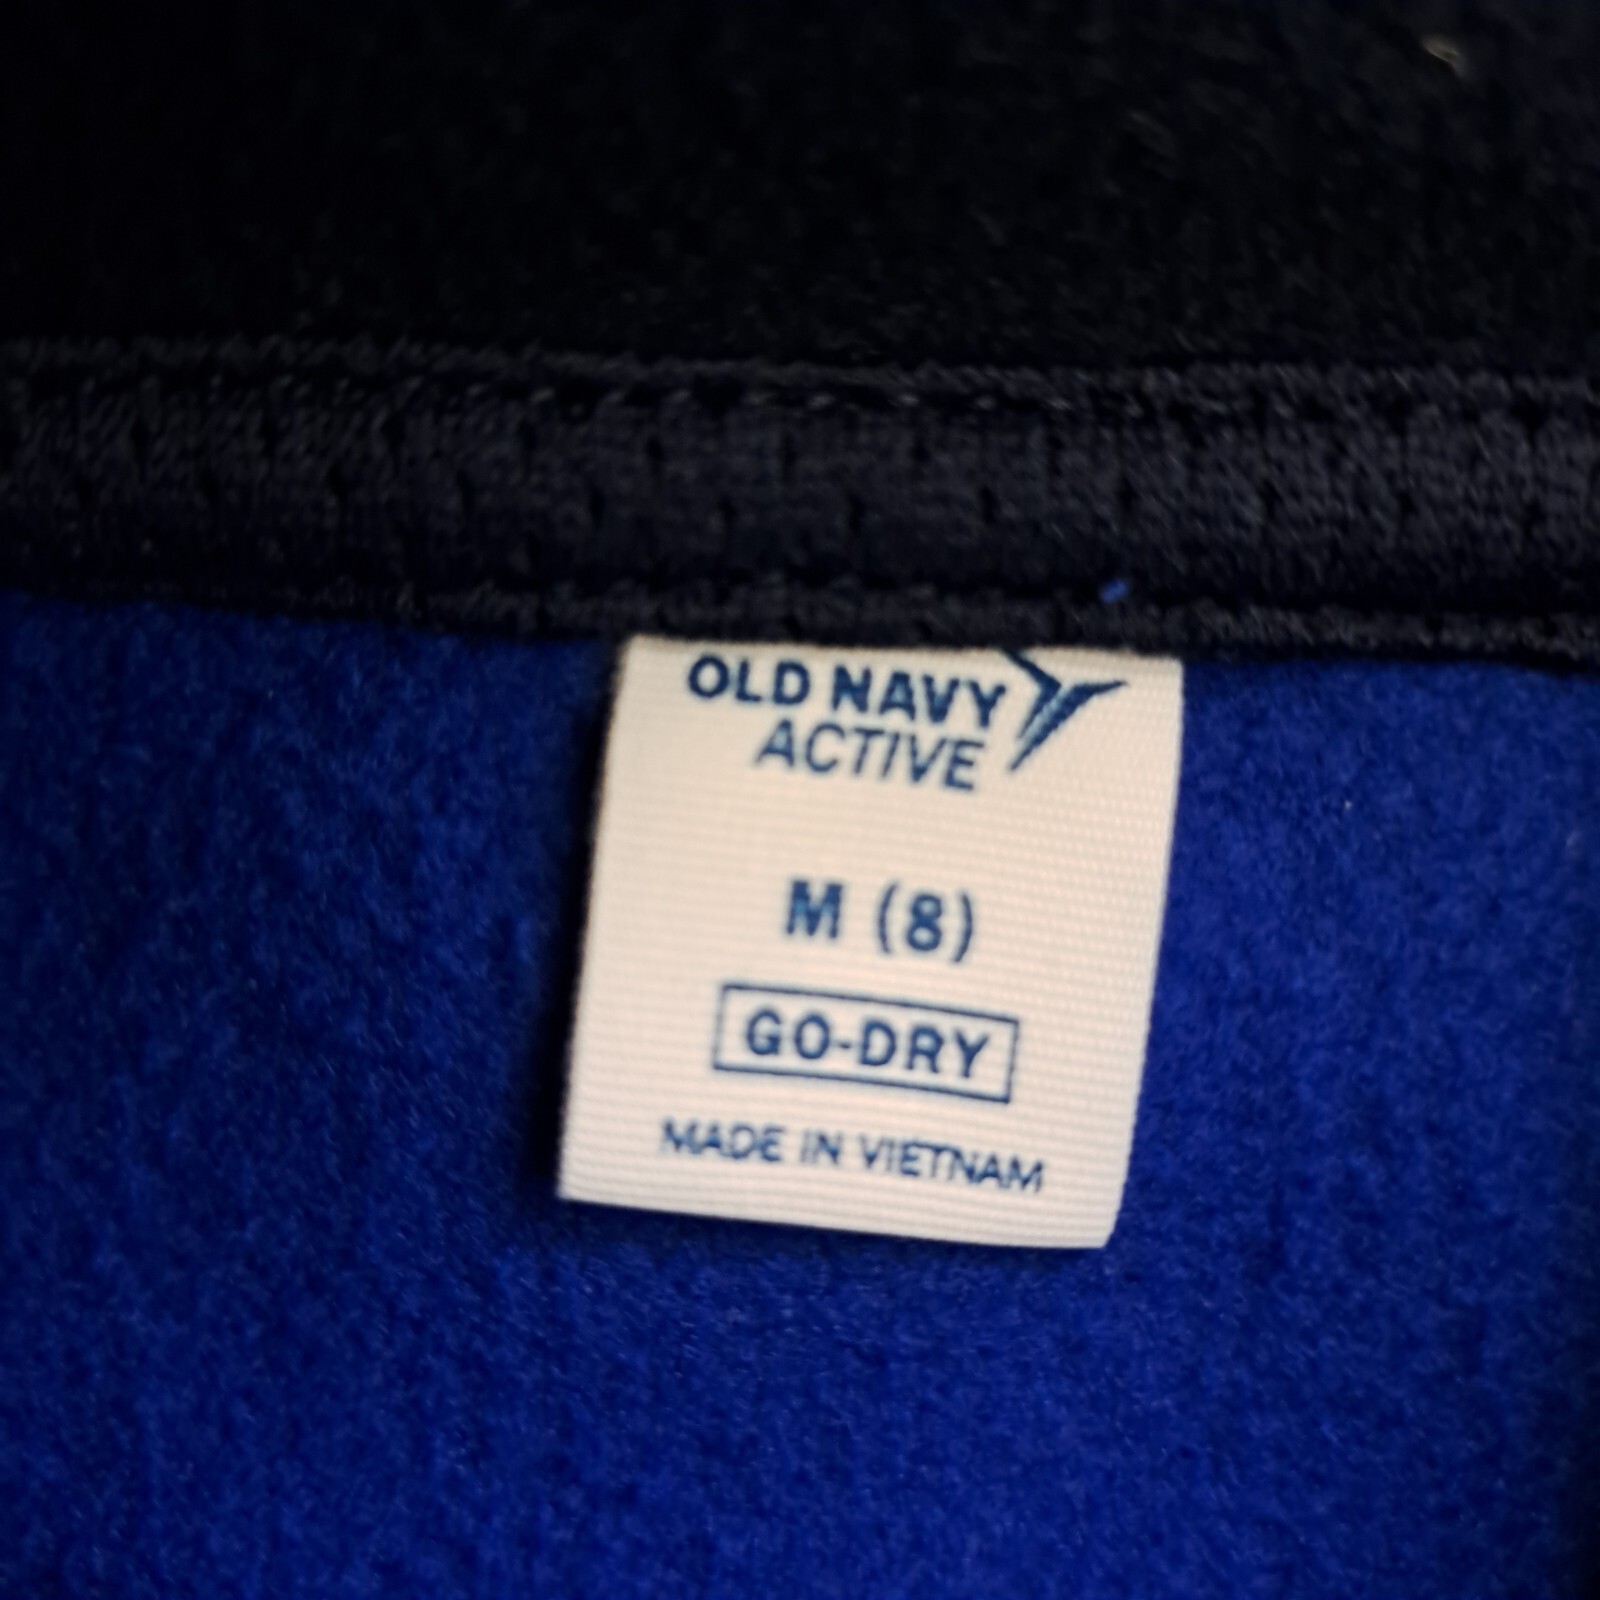 OLD NAVY
ACTIVE
M (8)
GO-DRY
MADE IN VIETNAM